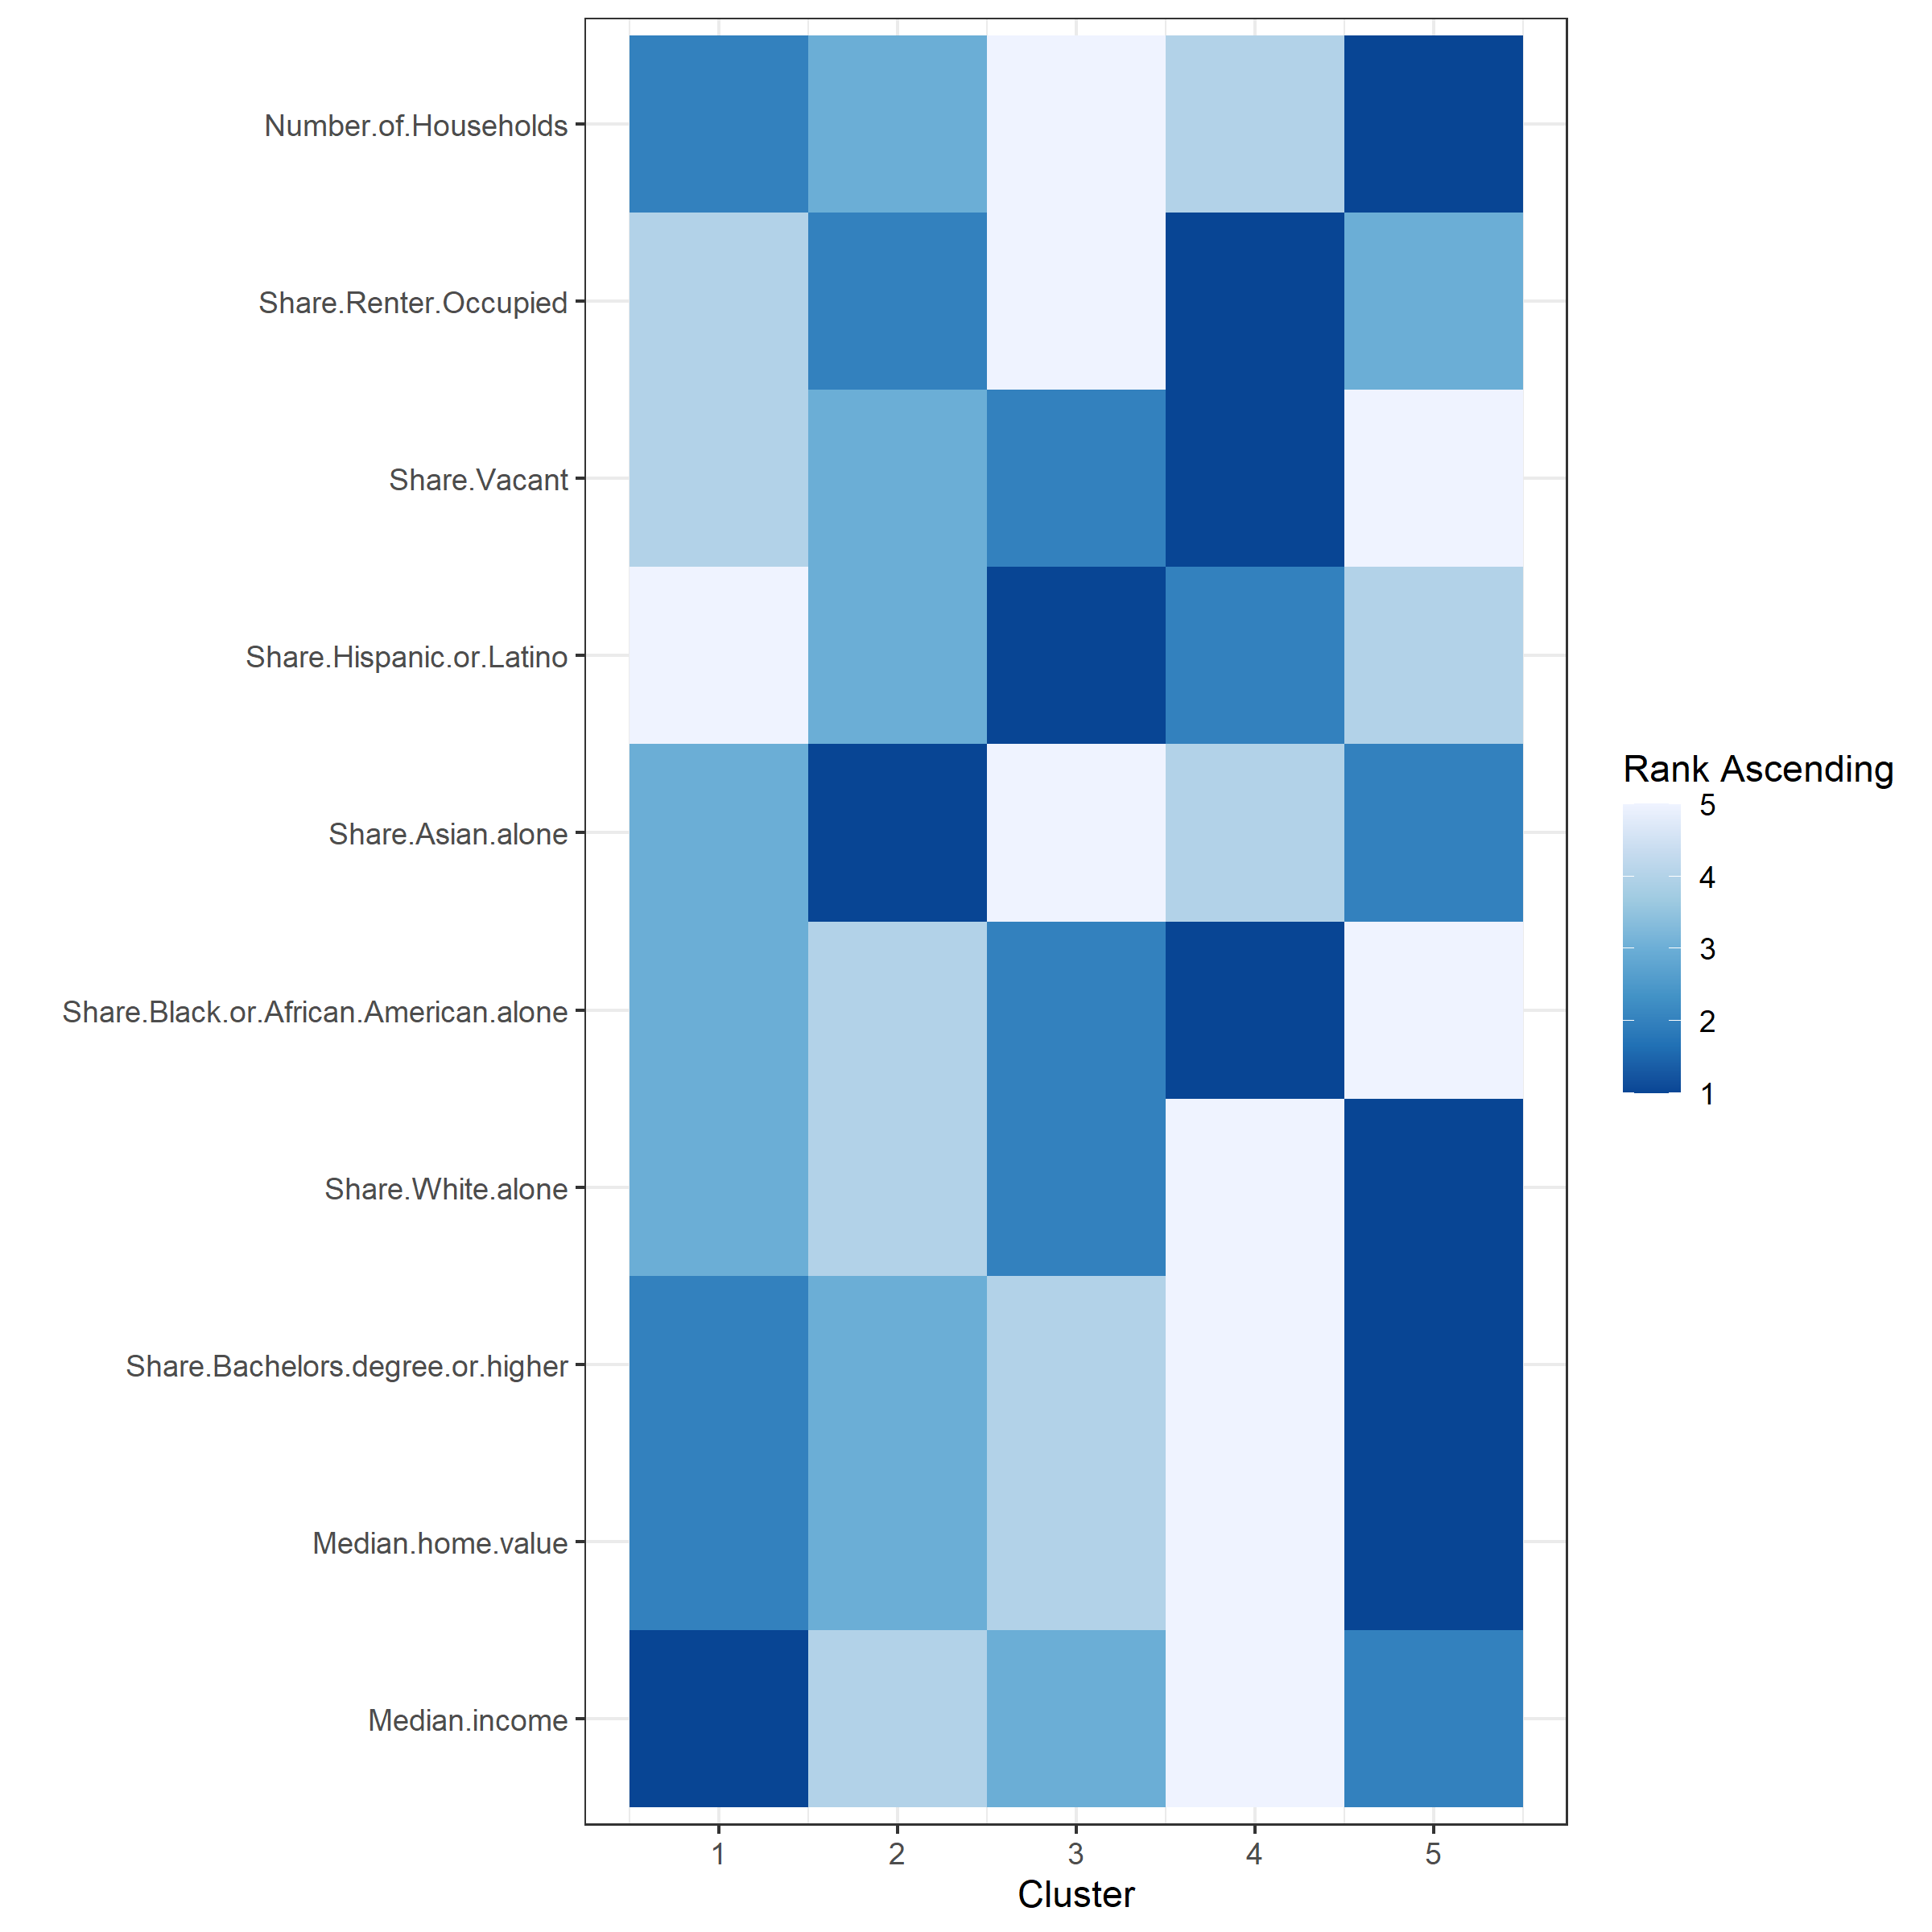 Number.of.Households
Share.Renter.Occupied
Share.Vacant
Share.Hispanic.or.Latino
Share.Asian.alone
Share.Black.or.African.American.alone
Share.White.alone
Share.Bachelors.degree.or.higher
Median.home.value
Median.income
1 2 3 4 5
Cluster
Rank Ascending
5
4
3
2
1